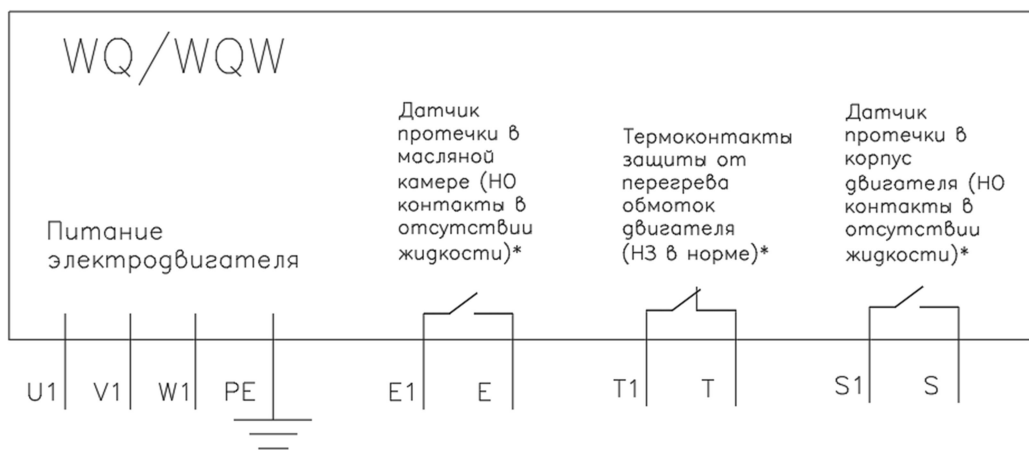 WQ/WQW
Питание
электродвигателя
Датчик
протечки в
масляной
камере (НО
контакты в
отсутствии
жидкости)*
Термоконтакты
защиты от
перегрева
обмоток
двигателя
(НЗ в норме)*
Датчик
протечки в
корпус
двигателя (НО
контакты в
отсутствии
жидкости)*
U1 V1 W1 PE E1 E T1 T S1 S